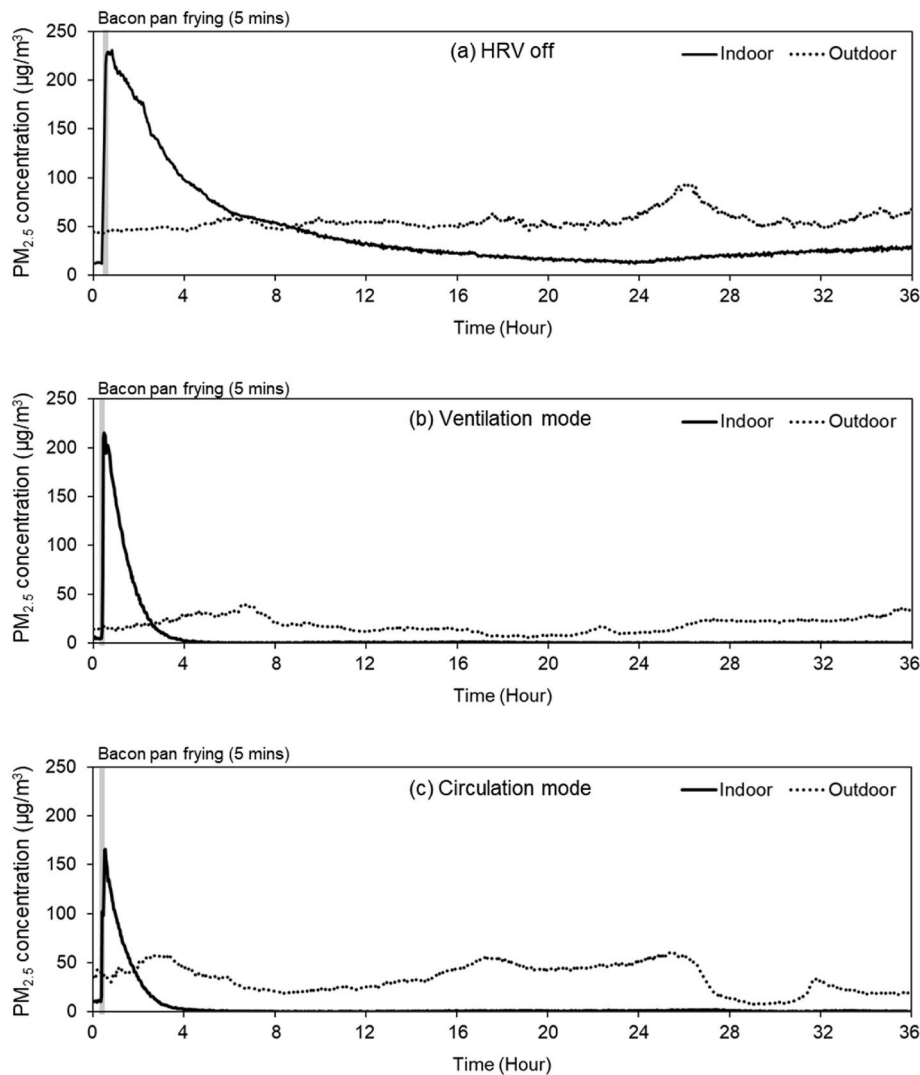 Bacon pan frying (5 mins)
PM2.5 concentration (µg/m³)
250
200
150
100
50
0
(a) HRV off
Indoor
Outdoor
0 4 8 12 16 20 24 28 32 36
Time (Hour)
Bacon pan frying (5 mins)
PM2.5 concentration (µg/m³)
250
200
150
100
50
0
(b) Ventilation mode
Indoor
Outdoor
0 4 8 12 16 20 24 28 32 36
Time (Hour)
Bacon pan frying (5 mins)
PM2.5 concentration (µg/m³)
250
200
150
100
50
0
(c) Circulation mode
Indoor
Outdoor
0 4 8 12 16 20 24 28 32 36
Time (Hour)